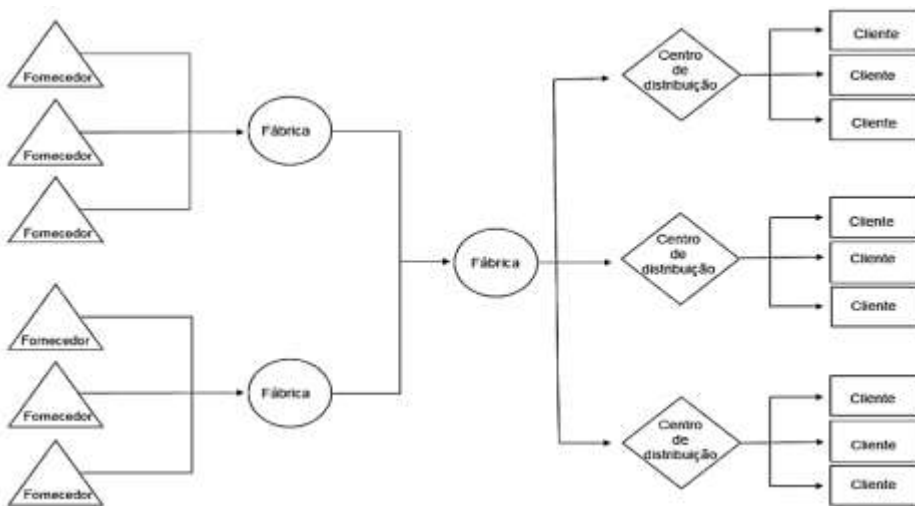 Fornecedor
Fornecedor
Fornecedor
Fábrica
Fornecedor
Fornecedor
Fornecedor
Fábrica
Fábrica
Centro
de
distribuição
Cliente
Cliente
Cliente
Centro
de
distribuição
Cliente
Cliente
Cliente
Centro
de
distribuição
Cliente
Cliente
Cliente